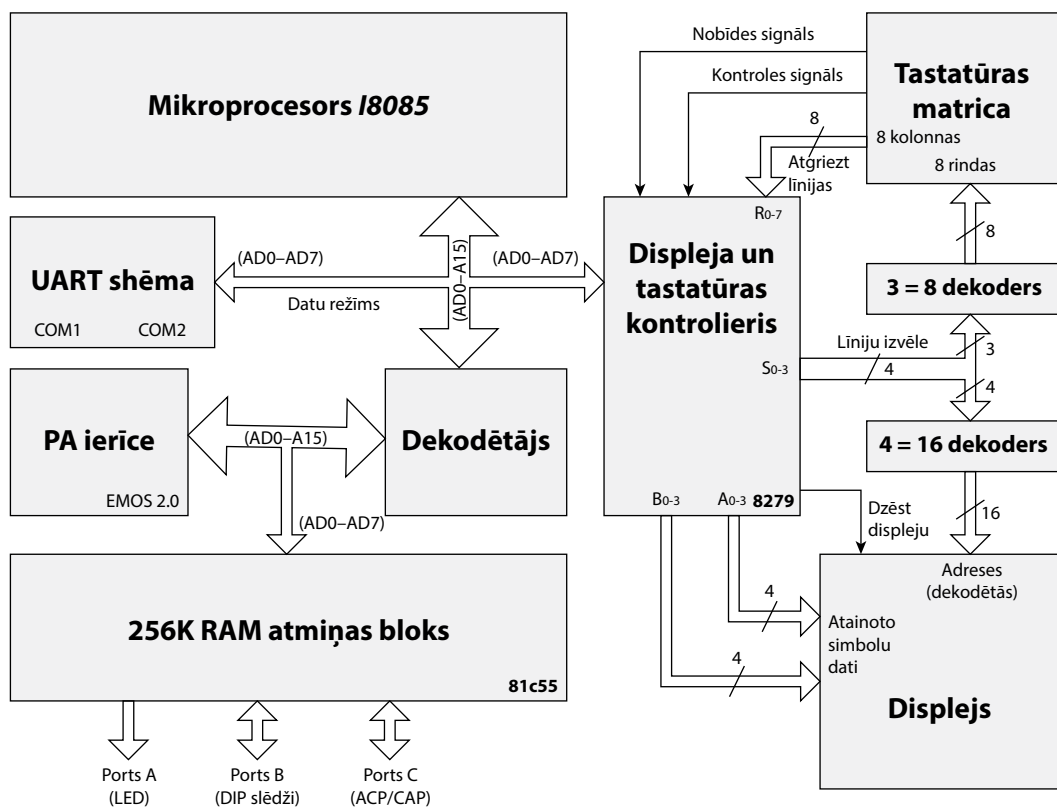 Mikroprocesors I8085
UART shēma
COM1 COM2
(AD0–AD7)
Datu režīms
(AD0–A15)
(AD0–AD7)
PA ierīce
EMOS 2.0
(AD0–A15)
Dekodētājs
(AD0–AD7)
256K RAM atmiņas bloks
81c55
Ports A
(LED)
Ports B
(DIP slēdži)
Ports C
(ACP/CAP)
Nobīdes signāls
Kontroles signāls
8
Atgriezt
līnijas
Tastatūras
matrica
8 kolonnas
8 rindas
R0-7
Displeja un
tastatūras
kontrolieris
S0-3
B0-3 A0-3 8279
8
3 = 8 dekoders
Līniju izvēle
4
3
4
4 = 16 dekoders
16
Dzēst
displeju
4
4
Adreses
(dekodētās)
Atainoto
simbolu
dati
Displejs